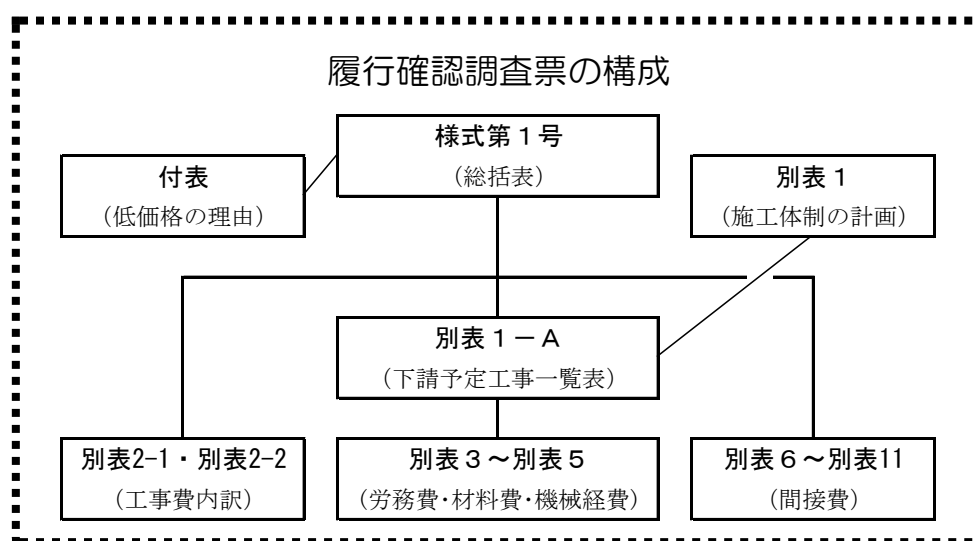 履行確認調査票の構成
様式第１号
（総括表）
付表
（低価格の理由）
別表１
（施工体制の計画）
別表１－Ａ
（下請予定工事一覧表）
別表2-1・別表2-2
（工事費内訳）
別表３～別表５
（労務費・材料費・機械経費）
別表６～別表11
（間接費）